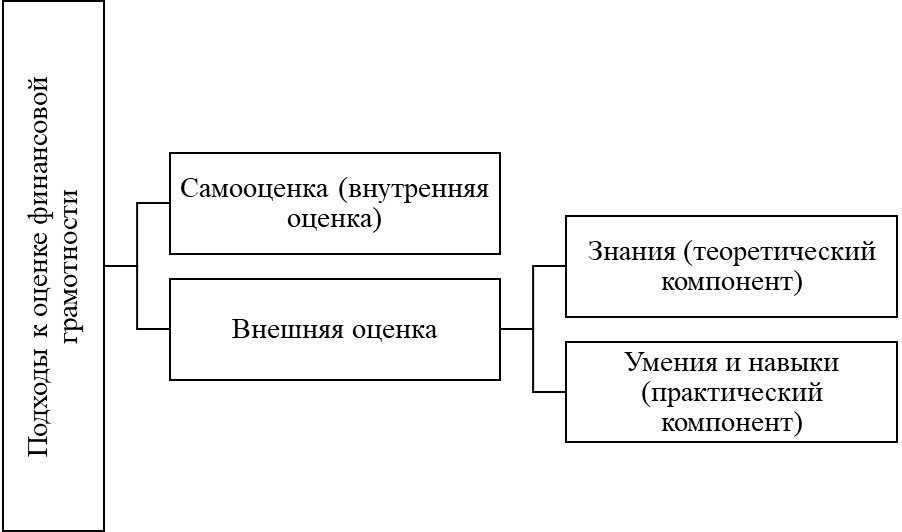 Подходы к оценке финансовой
грамотности
Самооценка (внутренняя
оценка)
Внешняя оценка
Знания (теоретический
компонент)
Умения и навыки
(практический
компонент)